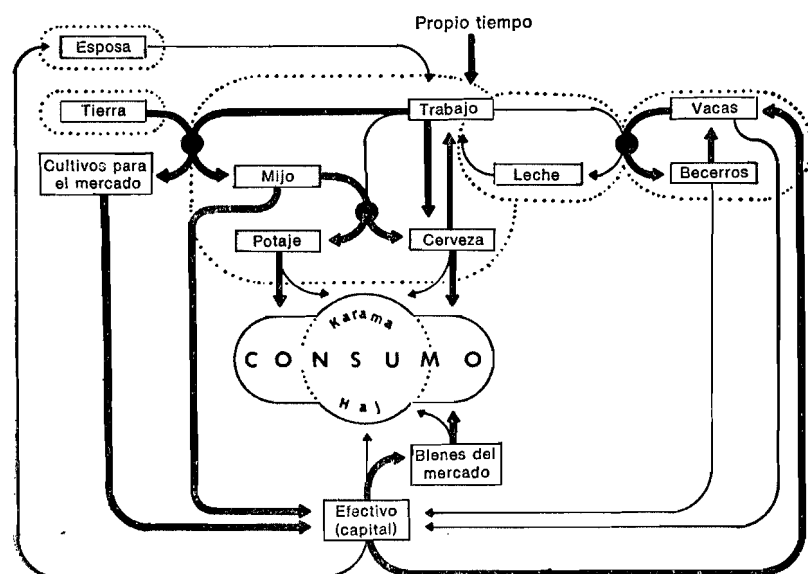 Propio tiempo
Esposa
Tierra
Trabajo
Vacas
Cultivos para
el mercado
Mijo
Leche
Becerros
Potaje
Cerveza
Karama
CONSUMO
Haj
Bienes del
mercado
Efectivo
(capital)